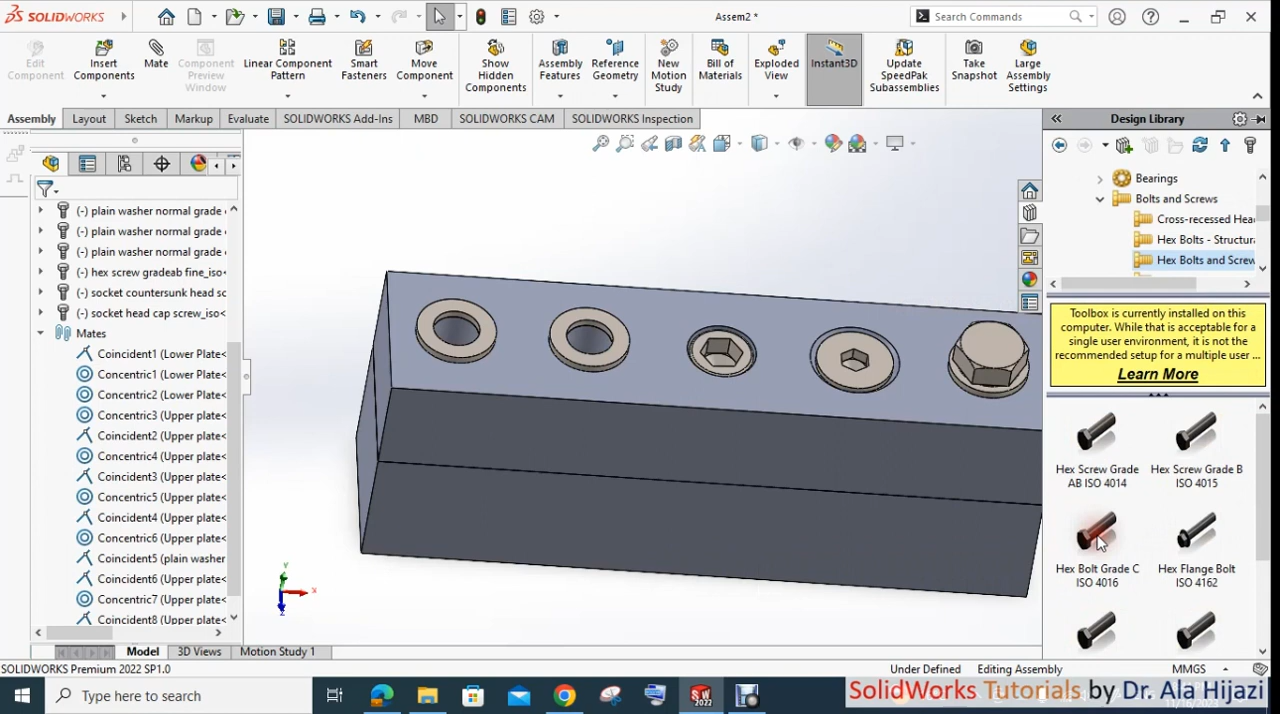 SOLIDWORKS
Assem2 *
Search Commands
Edit Component
Insert Components
Mate
Component Preview Window
Linear Component Pattern
Smart Fasteners
Move Component
Show Hidden Components
Assembly Features
Reference Geometry
New Motion Study
Bill of Materials
Exploded View
Instant3D
Update SpeedPak Subassemblies
Take Snapshot
Large Assembly Settings
Assembly
Layout
Sketch
Markup
Evaluate
SOLIDWORKS Add-Ins
MBD
SOLIDWORKS CAM
SOLIDWORKS Inspection
Design Library
(-) plain washer normal grade
(-) plain washer normal grade
(-) plain washer normal grade
(-) hex screw gradeab fine_iso<
(-) socket countersunk head sc
(-) socket head cap screw_iso<
Mates
Coincident1 (Lower Plate<
Concentric1 (Lower Plate<
Concentric2 (Lower Plate<
Concentric3 (Upper plate<
Coincident2 (Upper plate<
Concentric4 (Upper plate<
Coincident3 (Upper plate<
Concentric5 (Upper plate<
Coincident4 (Upper plate<
Concentric6 (Upper plate<
Coincident5 (plain washer
Coincident6 (Upper plate<
Concentric7 (Upper plate<
Coincident8 (Upper plate<
Y
X
Z
Bearings
Bolts and Screws
Cross-recessed Hea
Hex Bolts - Structura
Hex Bolts and Screw
Toolbox is currently installed on this
computer. While that is acceptable for a
single user environment, it is not the
recommended setup for a multiple user ...
Learn More
Hex Screw Grade AB ISO 4014
Hex Screw Grade B ISO 4015
Hex Bolt Grade C ISO 4016
Hex Flange Bolt ISO 4162
Model
3D Views
Motion Study 1
SOLIDWORKS Premium 2022 SP1.0
Under Defined
Editing Assembly
MMGS
Type here to search
SW 2022
SolidWorks Tutorials by Dr. Ala Hijazi